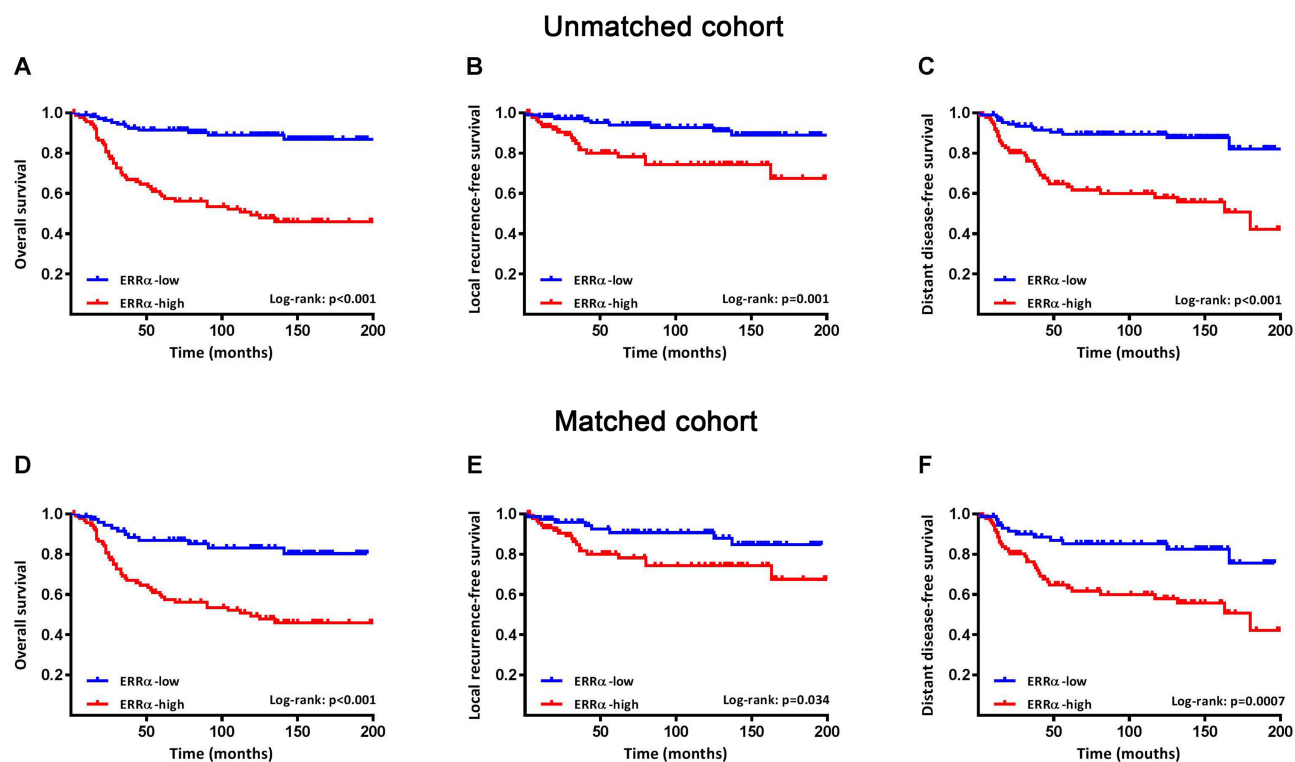 Unmatched cohort
A
Overall survival
1.0
0.8
0.6
0.4
0.2
ERRα-low
ERRα-high
Log-rank: p<0.001
50 100 150 200
Time (months)
B
Local recurrence-free survival
1.0
0.8
0.6
0.4
0.2
ERRα-low
ERRα-high
Log-rank: p=0.001
50 100 150 200
Time (months)
C
Distant disease-free survival
1.0
0.8
0.6
0.4
0.2
ERRα-low
ERRα-high
Log-rank: p<0.001
50 100 150 200
Time (mouths)
Matched cohort
D
Overall survival
1.0
0.8
0.6
0.4
0.2
ERRα-low
ERRα-high
Log-rank: p<0.001
50 100 150 200
Time (months)
E
Local recurrence-free survival
1.0
0.8
0.6
0.4
0.2
ERRα-low
ERRα-high
Log-rank: p=0.034
50 100 150 200
Time (months)
F
Distant disease-free survival
1.0
0.8
0.6
0.4
0.2
ERRα-low
ERRα-high
Log-rank: p=0.0007
50 100 150 200
Time (mouths)